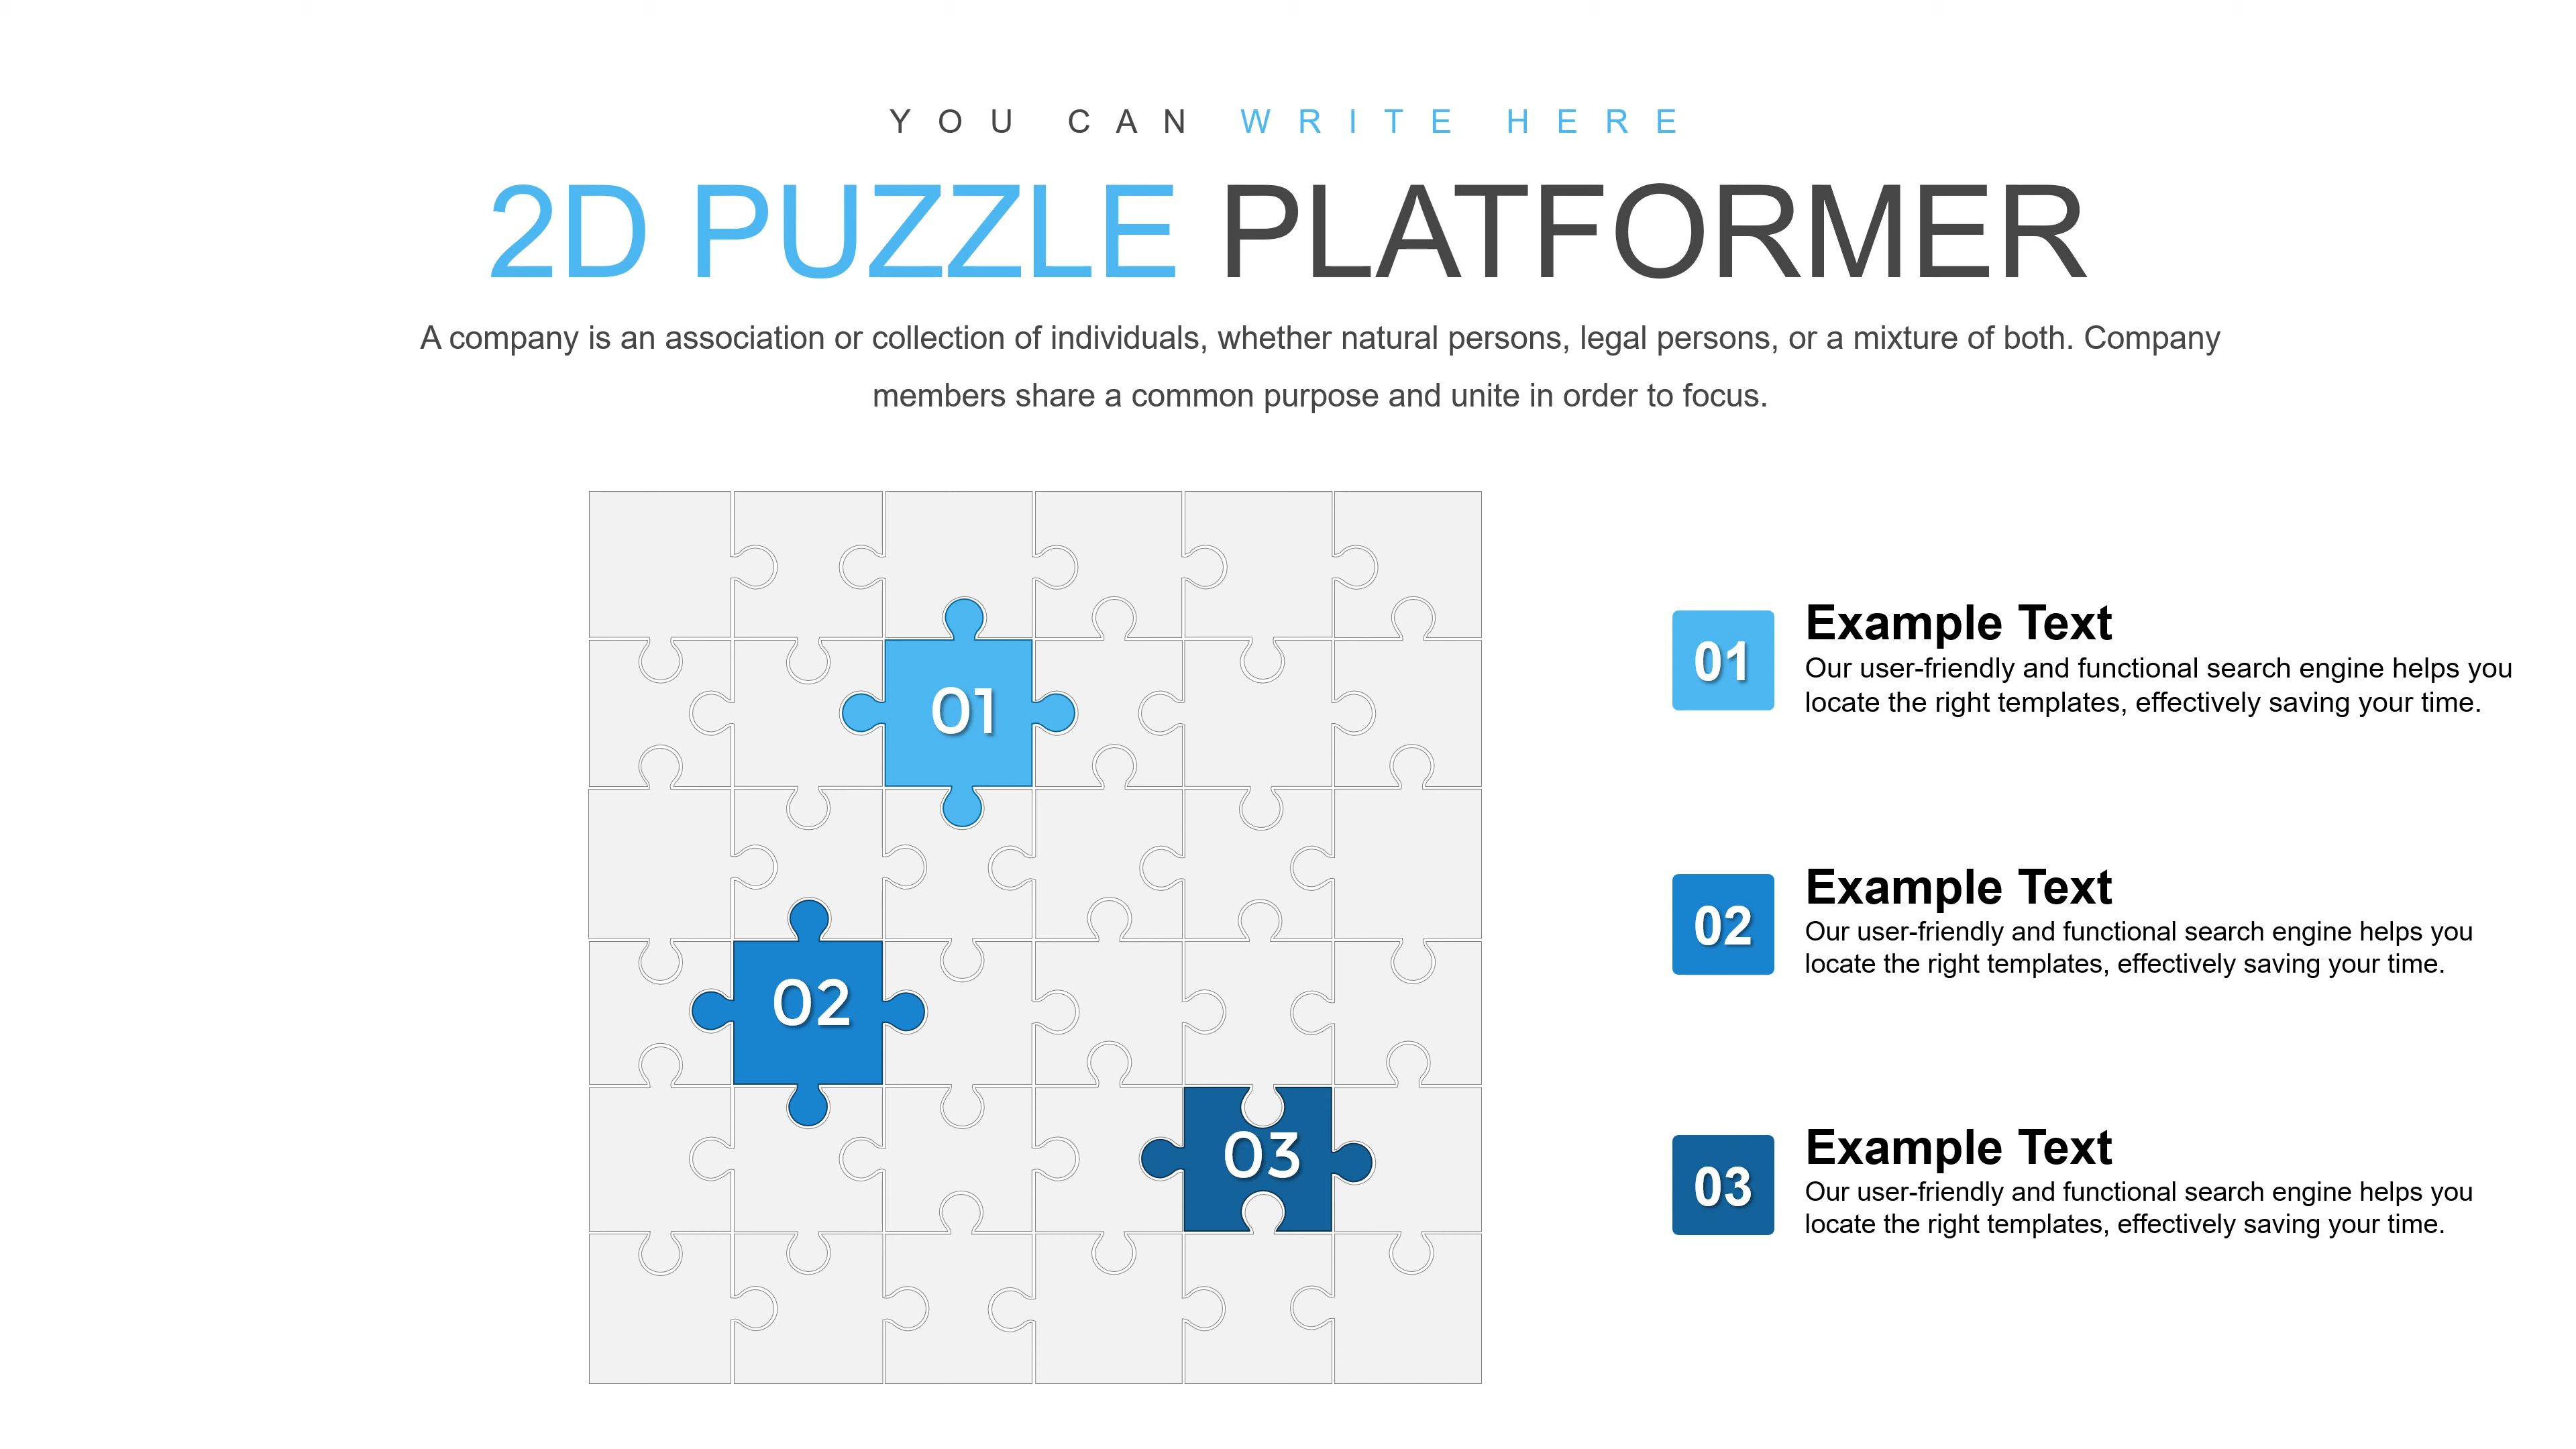 YOU CAN WRITE HERE
2D PUZZLE PLATFORMER
A company is an association or collection of individuals, whether natural persons, legal persons, or a mixture of both. Company
members share a common purpose and unite in order to focus.
01
02
03
01
Example Text
Our user-friendly and functional search engine helps you
locate the right templates, effectively saving your time.
02
Example Text
Our user-friendly and functional search engine helps you
locate the right templates, effectively saving your time.
03
Example Text
Our user-friendly and functional search engine helps you
locate the right templates, effectively saving your time.